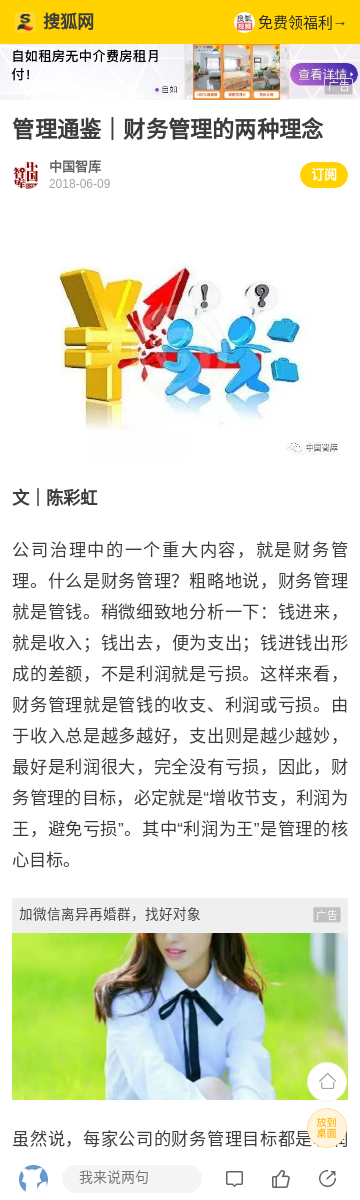 搜狐网
搜狐视频 免费领福利→
自如租房无中介费房租月付!
自如
查看详情
广告
管理通鉴｜财务管理的两种理念
中国智库
中国智库
2018-06-09
订阅
中国智库
文｜陈彩虹
公司治理中的一个重大内容，就是财务管
理。什么是财务管理？粗略地说，财务管理
就是管钱。稍微细致地分析一下：钱进来，
就是收入；钱出去，便为支出；钱进钱出形
成的差额，不是利润就是亏损。这样来看，
财务管理就是管钱的收支、利润或亏损。由
于收入总是越多越好，支出则是越少越妙，
最好是利润很大，完全没有亏损，因此，财
务管理的目标，必定就是“增收节支，利润为
王，避免亏损”。其中“利润为王”是管理的核
心目标。
加微信离异再婚群，找好对象
广告
放到
桌面
虽然说，每家公司的财务管理目标都是利润
我来说两句